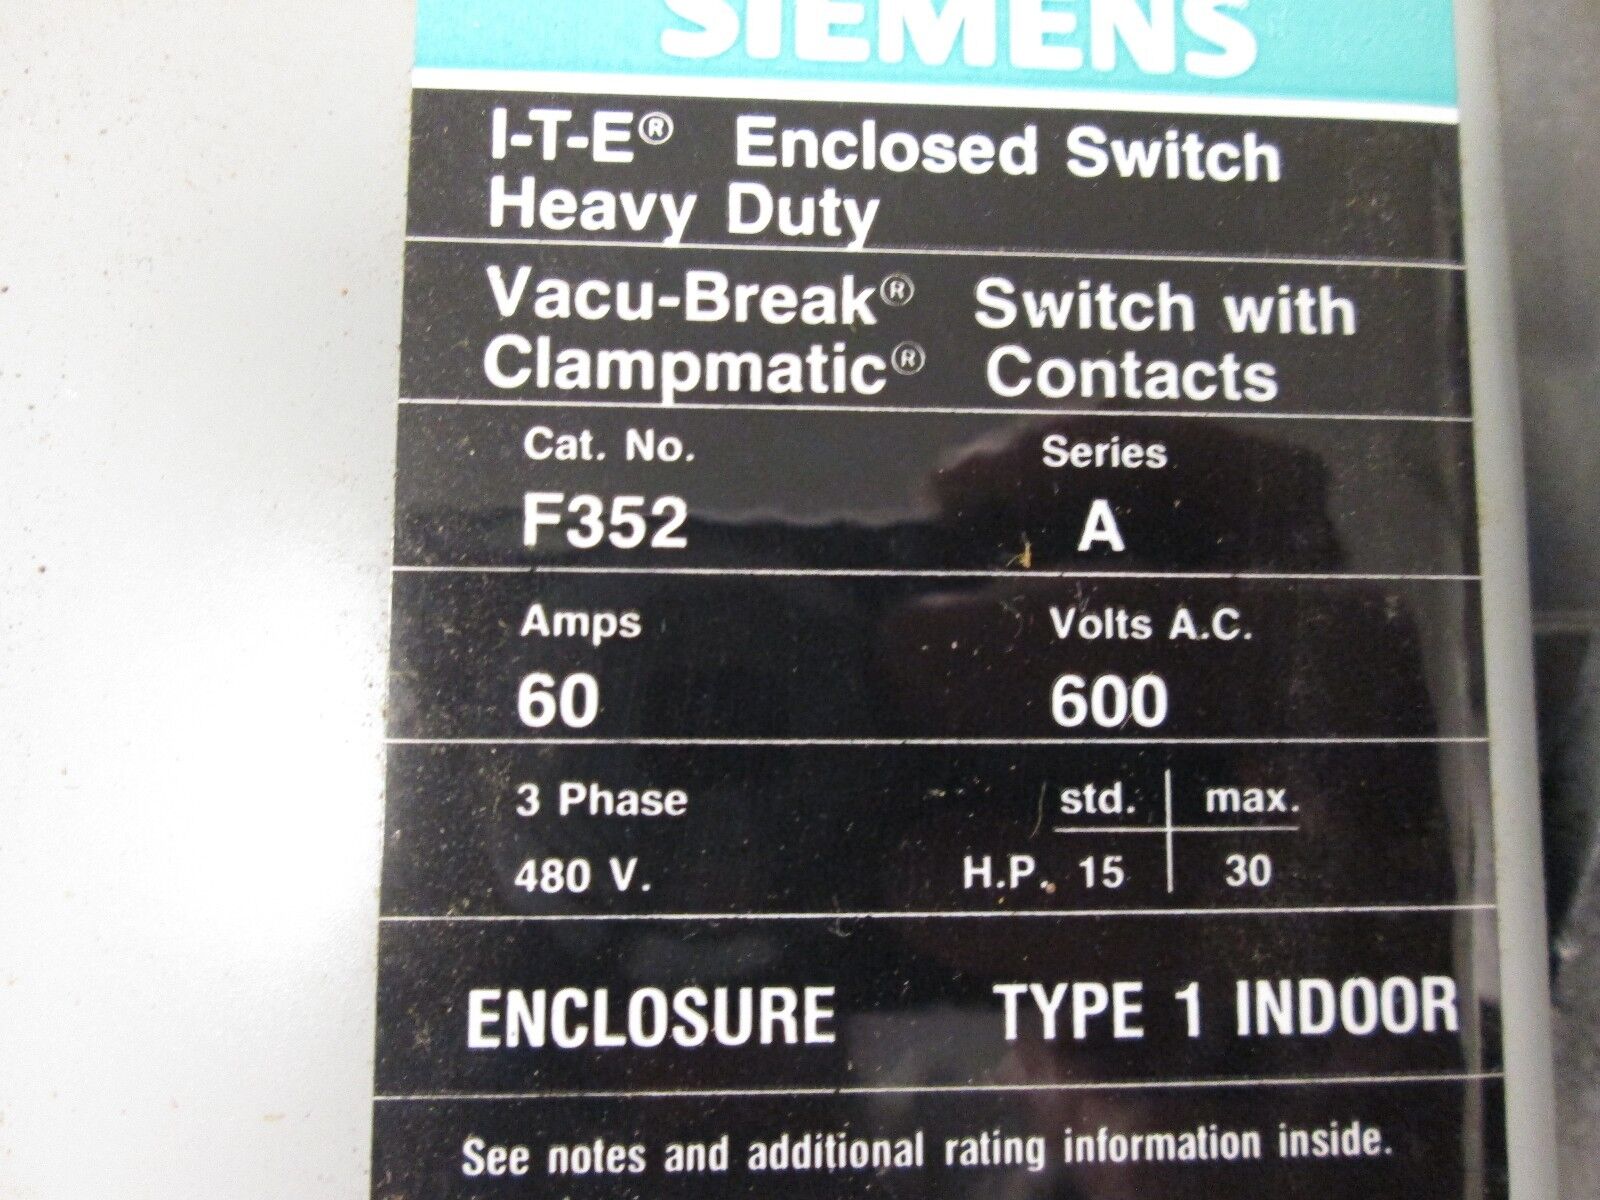 SIEMENS
I-T-E® Enclosed Switch
Heavy Duty
Vacu-Break® Switch with
Clampmatic® Contacts
Cat. No. Series
F352 A
Amps Volts A.C.
60 600
3 Phase std. max.
480 V. H.P. 15 30
ENCLOSURE TYPE 1 INDOOR
See notes and additional rating information inside.